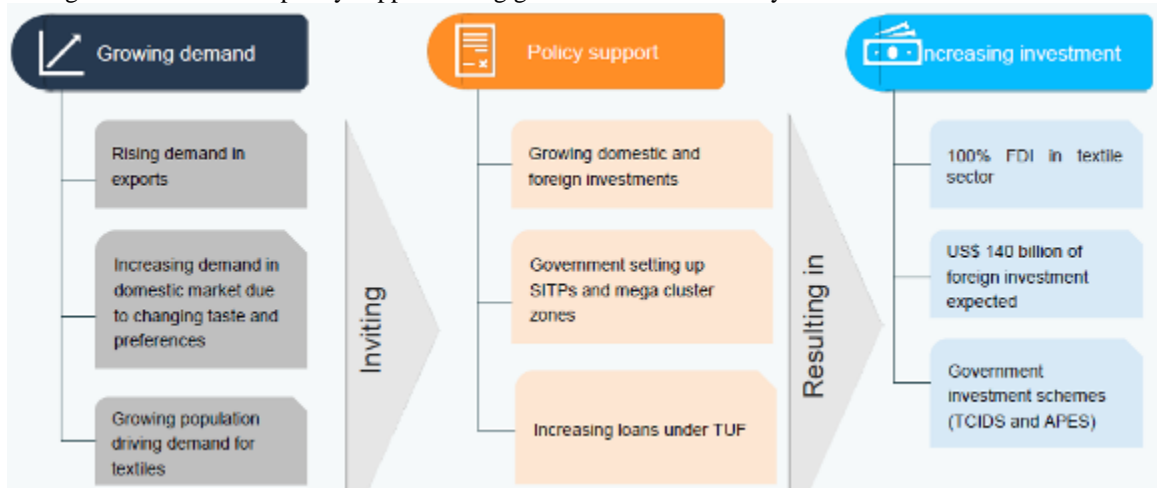 Growing demand
Rising demand in
exports
Increasing demand in
domestic market due
to changing taste and
preferences
Growing population
driving demand for
textiles
Inviting
Policy support
Growing domestic and
foreign investments
Government setting up
SITPs and mega cluster
zones
Increasing loans under TUF
Resulting in
ncreasing investment
100% FDI in textile
sector
US$ 140 billion of
foreign investment
expected
Government
investment schemes
(TCIDS and APES)